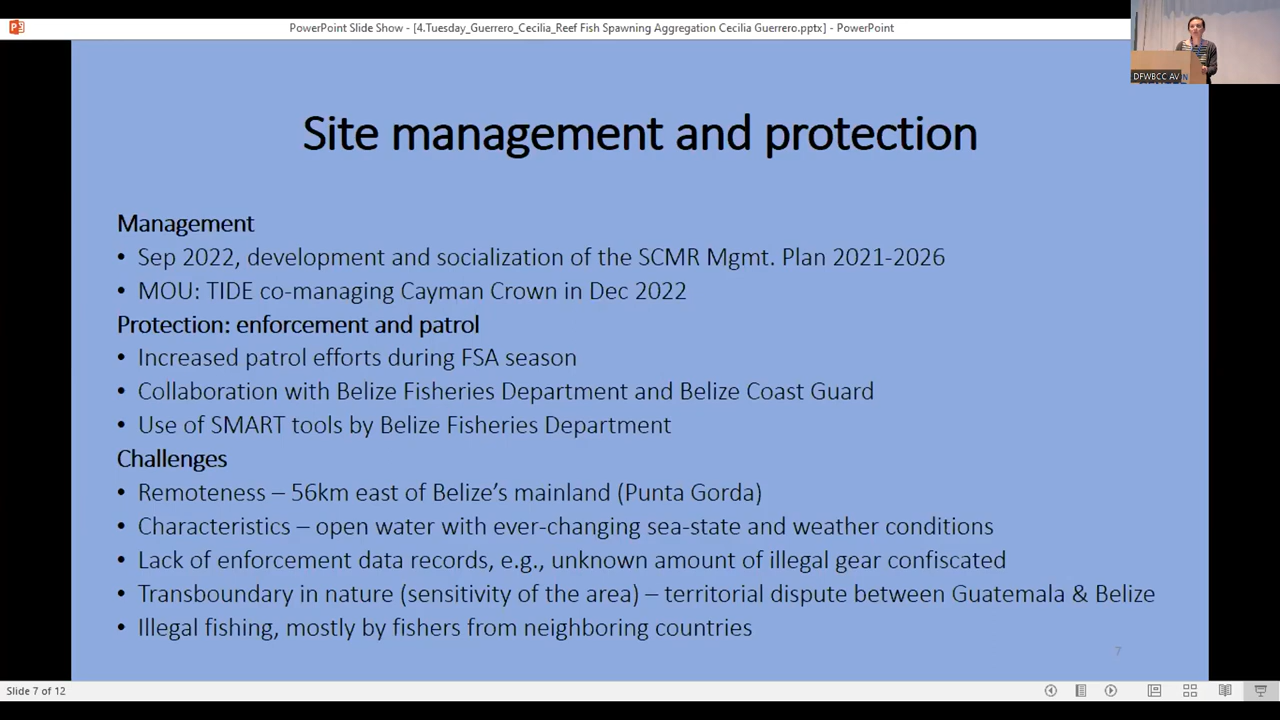 PowerPoint Slide Show - [4.Tuesday_Guerrero_Cecilia_Reef Fish Spawning Aggregation Cecilia Guerrero.pptx] - PowerPoint
DFWBCC AV
Site management and protection
Management
• Sep 2022, development and socialization of the SCMR Mgmt. Plan 2021-2026
• MOU: TIDE co-managing Cayman Crown in Dec 2022
Protection: enforcement and patrol
• Increased patrol efforts during FSA season
• Collaboration with Belize Fisheries Department and Belize Coast Guard
• Use of SMART tools by Belize Fisheries Department
Challenges
• Remoteness – 56km east of Belize’s mainland (Punta Gorda)
• Characteristics – open water with ever-changing sea-state and weather conditions
• Lack of enforcement data records, e.g., unknown amount of illegal gear confiscated
• Transboundary in nature (sensitivity of the area) – territorial dispute between Guatemala & Belize
• Illegal fishing, mostly by fishers from neighboring countries
7
Slide 7 of 12